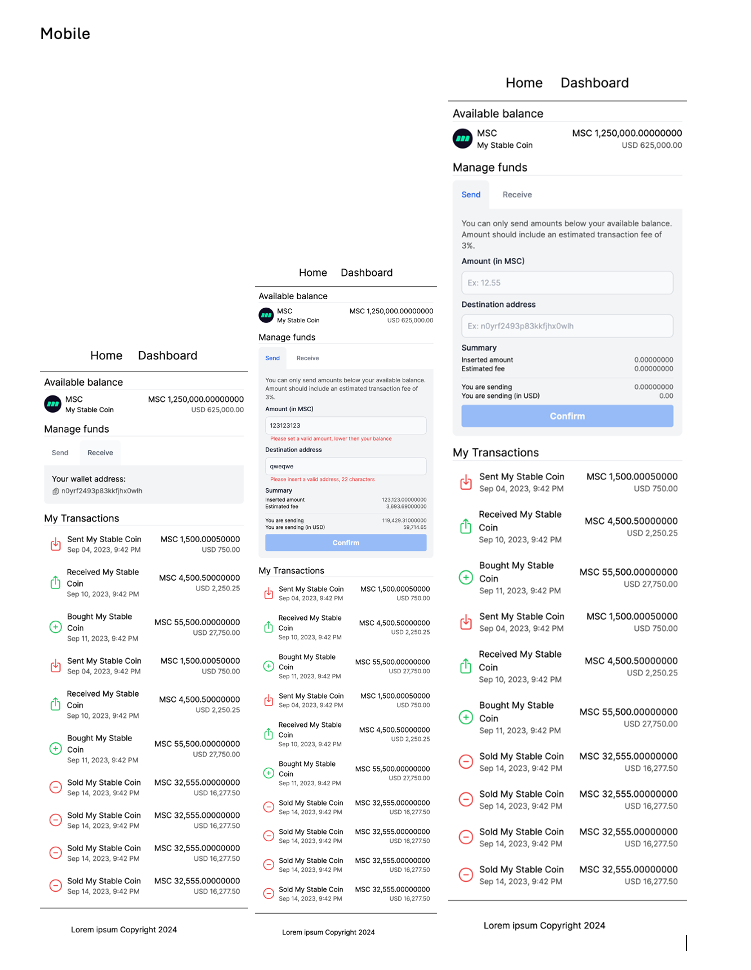 Mobile
Home Dashboard
Available balance
MSC MSC 1,250,000.00000000
My Stable Coin USD 625,000.00
Manage funds
Send Receive
Your wallet address:
n0yrf2493p83kkfjhx0wlh
My Transactions
Sent My Stable Coin MSC 1,500.00050000
Sep 04, 2023, 9:42 PM USD 750.00
Received My Stable
Coin MSC 4,500.50000000
Sep 10, 2023, 9:42 PM USD 2,250.25
Bought My Stable
Coin MSC 55,500.00000000
Sep 11, 2023, 9:42 PM USD 27,750.00
Sent My Stable Coin MSC 1,500.00050000
Sep 04, 2023, 9:42 PM USD 750.00
Received My Stable
Coin MSC 4,500.50000000
Sep 10, 2023, 9:42 PM USD 2,250.25
Bought My Stable
Coin MSC 55,500.00000000
Sep 11, 2023, 9:42 PM USD 27,750.00
Sold My Stable Coin MSC 32,555.00000000
Sep 14, 2023, 9:42 PM USD 16,277.50
Sold My Stable Coin MSC 32,555.00000000
Sep 14, 2023, 9:42 PM USD 16,277.50
Sold My Stable Coin MSC 32,555.00000000
Sep 14, 2023, 9:42 PM USD 16,277.50
Sold My Stable Coin MSC 32,555.00000000
Sep 14, 2023, 9:42 PM USD 16,277.50
Lorem ipsum Copyright 2024
Home Dashboard
Available balance
MSC MSC 1,250,000.00000000
My Stable Coin USD 625,000.00
Manage funds
Send Receive
You can only send amounts below your available balance.
Amount should include an estimated transaction fee of
3%.
Amount (in MSC)
123123123
Please set a valid amount, lower then your balance
Destination address
qweqwe
Please insert a valid address, 22 characters
Summary
Inserted amount 123,123.00000000
Estimated fee 3,693.69000000
You are sending 119,429.31000000
You are sending (in USD) 59,714.65
Confirm
My Transactions
Sent My Stable Coin MSC 1,500.00050000
Sep 04, 2023, 9:42 PM USD 750.00
Received My Stable
Coin MSC 4,500.50000000
Sep 10, 2023, 9:42 PM USD 2,250.25
Bought My Stable
Coin MSC 55,500.00000000
Sep 11, 2023, 9:42 PM USD 27,750.00
Sent My Stable Coin MSC 1,500.00050000
Sep 04, 2023, 9:42 PM USD 750.00
Received My Stable
Coin MSC 4,500.50000000
Sep 10, 2023, 9:42 PM USD 2,250.25
Bought My Stable
Coin MSC 55,500.00000000
Sep 11, 2023, 9:42 PM USD 27,750.00
Sold My Stable Coin MSC 32,555.00000000
Sep 14, 2023, 9:42 PM USD 16,277.50
Sold My Stable Coin MSC 32,555.00000000
Sep 14, 2023, 9:42 PM USD 16,277.50
Sold My Stable Coin MSC 32,555.00000000
Sep 14, 2023, 9:42 PM USD 16,277.50
Sold My Stable Coin MSC 32,555.00000000
Sep 14, 2023, 9:42 PM USD 16,277.50
Lorem ipsum Copyright 2024
Home Dashboard
Available balance
MSC MSC 1,250,000.00000000
My Stable Coin USD 625,000.00
Manage funds
Send Receive
You can only send amounts below your available balance.
Amount should include an estimated transaction fee of
3%.
Amount (in MSC)
Ex: 12.55
Destination address
Ex: n0yrf2493p83kkfjhx0wlh
Summary
Inserted amount 0.00000000
Estimated fee 0.00000000
You are sending 0.00000000
You are sending (in USD) 0.00
Confirm
My Transactions
Sent My Stable Coin MSC 1,500.00050000
Sep 04, 2023, 9:42 PM USD 750.00
Received My Stable
Coin MSC 4,500.50000000
Sep 10, 2023, 9:42 PM USD 2,250.25
Bought My Stable
Coin MSC 55,500.00000000
Sep 11, 2023, 9:42 PM USD 27,750.00
Sent My Stable Coin MSC 1,500.00050000
Sep 04, 2023, 9:42 PM USD 750.00
Received My Stable
Coin MSC 4,500.50000000
Sep 10, 2023, 9:42 PM USD 2,250.25
Bought My Stable
Coin MSC 55,500.00000000
Sep 11, 2023, 9:42 PM USD 27,750.00
Sold My Stable Coin MSC 32,555.00000000
Sep 14, 2023, 9:42 PM USD 16,277.50
Sold My Stable Coin MSC 32,555.00000000
Sep 14, 2023, 9:42 PM USD 16,277.50
Sold My Stable Coin MSC 32,555.00000000
Sep 14, 2023, 9:42 PM USD 16,277.50
Sold My Stable Coin MSC 32,555.00000000
Sep 14, 2023, 9:42 PM USD 16,277.50
Lorem ipsum Copyright 2024